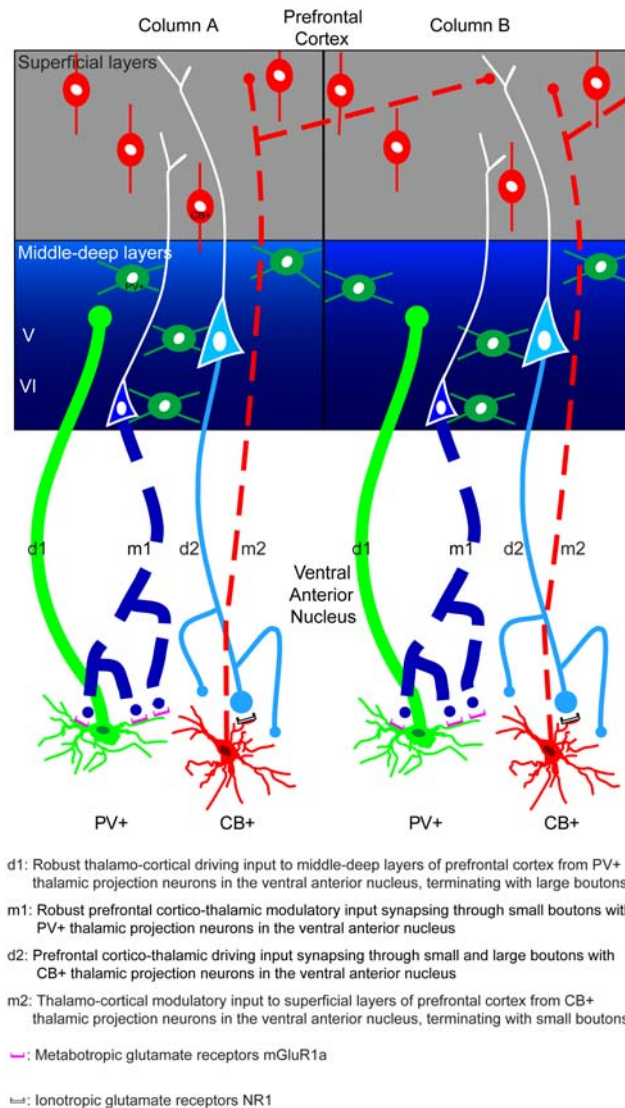 Column A
Prefrontal
Cortex
Column B
Superficial layers
CB+
Middle-deep layers
PV+
V
VI
d1
m1
d2
m2
d1
m1
d2
m2
Ventral
Anterior
Nucleus
PV+
CB+
PV+
CB+
d1: Robust thalamo-cortical driving input to middle-deep layers of prefrontal cortex from PV+
thalamic projection neurons in the ventral anterior nucleus, terminating with large boutons
m1: Robust prefrontal cortico-thalamic modulatory input synapsing through small boutons with
PV+ thalamic projection neurons in the ventral anterior nucleus
d2: Prefrontal cortico-thalamic driving input synapsing through small and large boutons with
CB+ thalamic projection neurons in the ventral anterior nucleus
m2: Thalamo-cortical modulatory input to superficial layers of prefrontal cortex from CB+
thalamic projection neurons in the ventral anterior nucleus, terminating with small boutons
: Metabotropic glutamate receptors mGluR1a
: Ionotropic glutamate receptors NR1